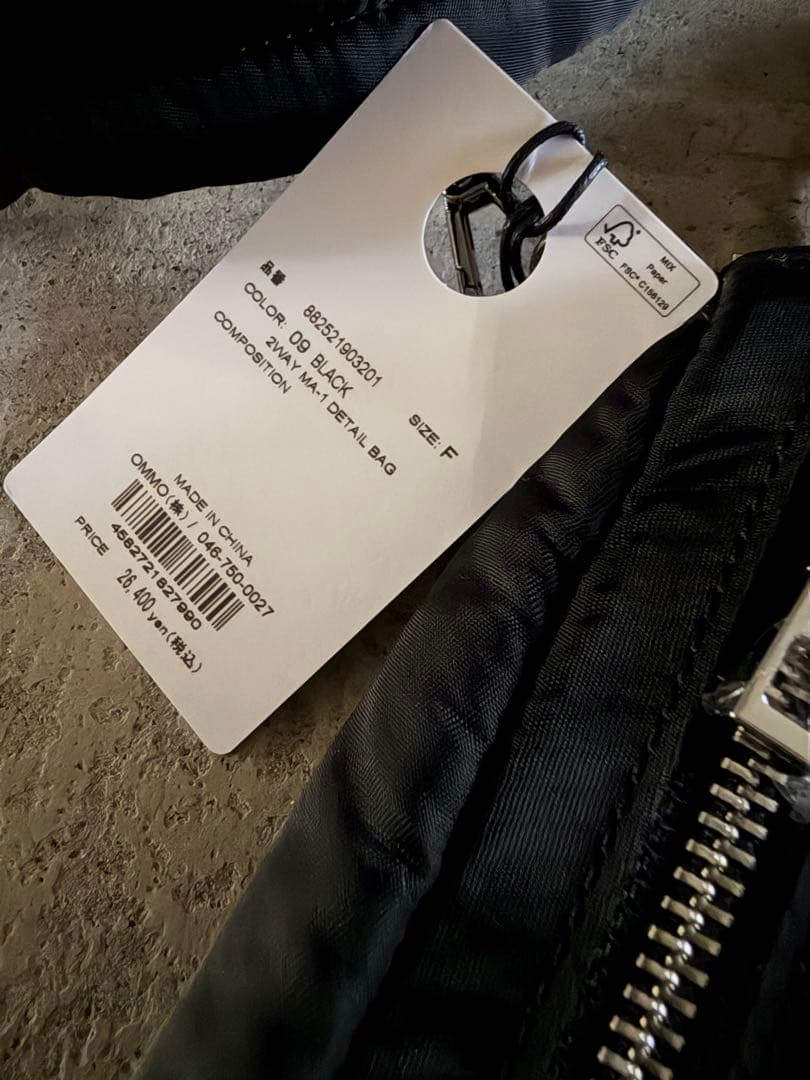 FSC
MIX
Paper
FSC® C156129
品番 882521903201
COLOR: 09 BLACK SIZE: F
2WAY MA-1 DETAIL BAG
COMPOSITION
MADE IN CHINA
OMMO(株) / 046-750-0027
4582721827990
PRICE 26,400 yen(税込)